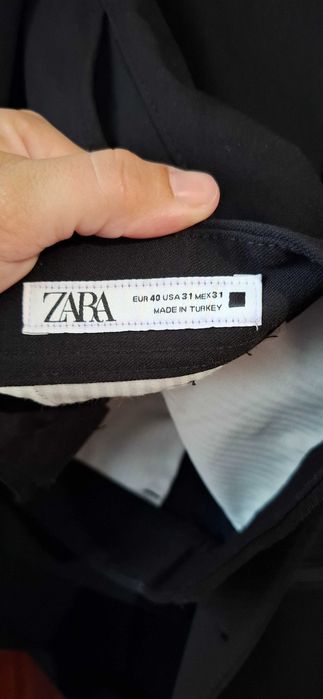 ZARA
EUR 40 USA 31 MEX 31
MADE IN TURKEY